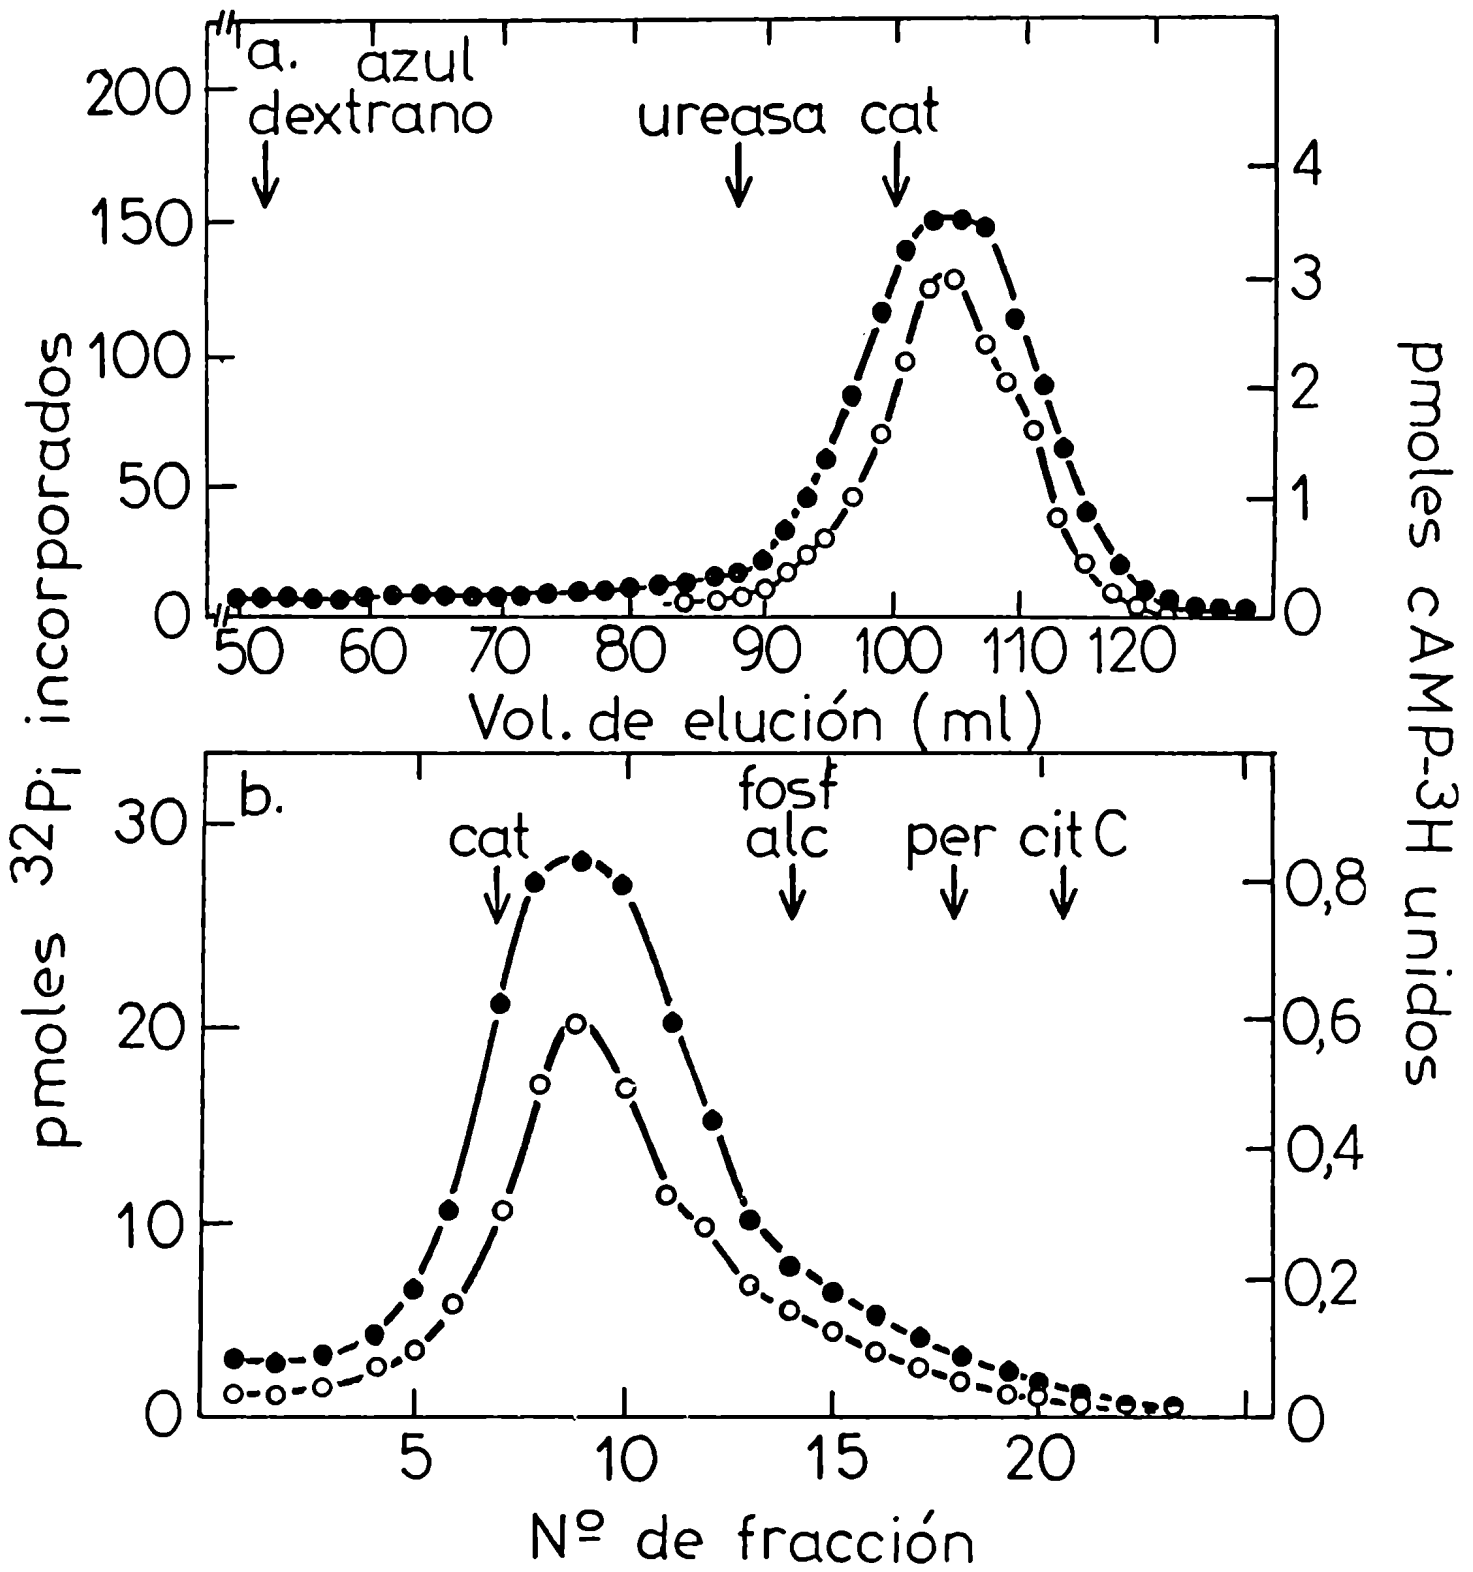 a. azul
dextrano
ureasa cat
200
150
100
50
0
4
3
2
1
0
50 60 70 80 90 100 110 120
Vol. de elución (ml)
pmoles 32Pi incorporados
pmoles cAMP-3H unidos
b.
cat
fosf
alc
per cit C
30
20
10
0
0,8
0,6
0,4
0,2
0
5 10 15 20
Nº de fracción